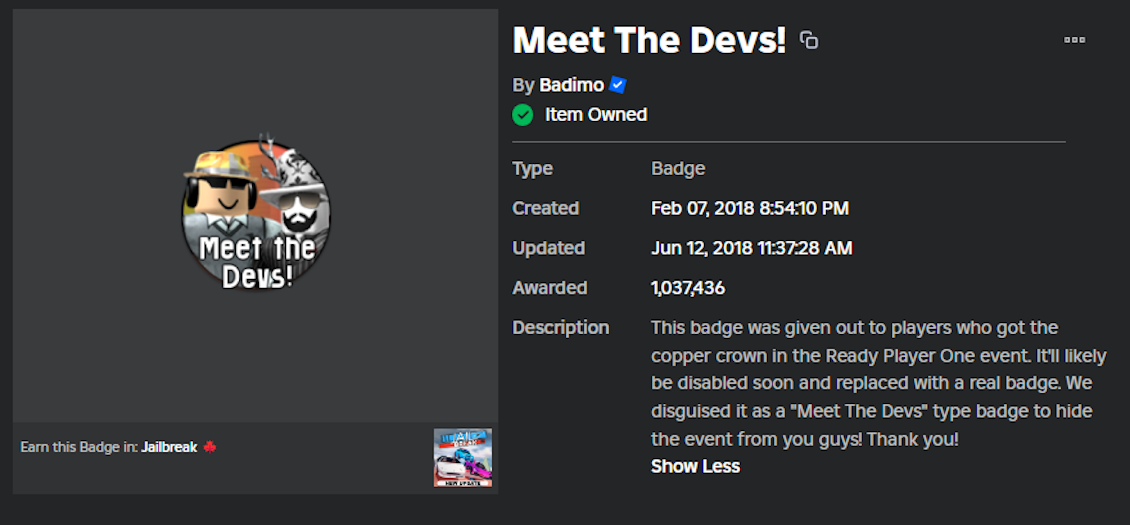 Meet The Devs!
By Badimo
Item Owned
Type Badge
Created Feb 07, 2018 8:54:10 PM
Updated Jun 12, 2018 11:37:28 AM
Awarded 1,037,436
Description This badge was given out to players who got the
copper crown in the Ready Player One event. It'll likely
be disabled soon and replaced with a real badge. We
disguised it as a "Meet The Devs" type badge to hide
the event from you guys! Thank you!
Show Less
Meet the
Devs!
Earn this Badge in: Jailbreak
NEW UPDATE